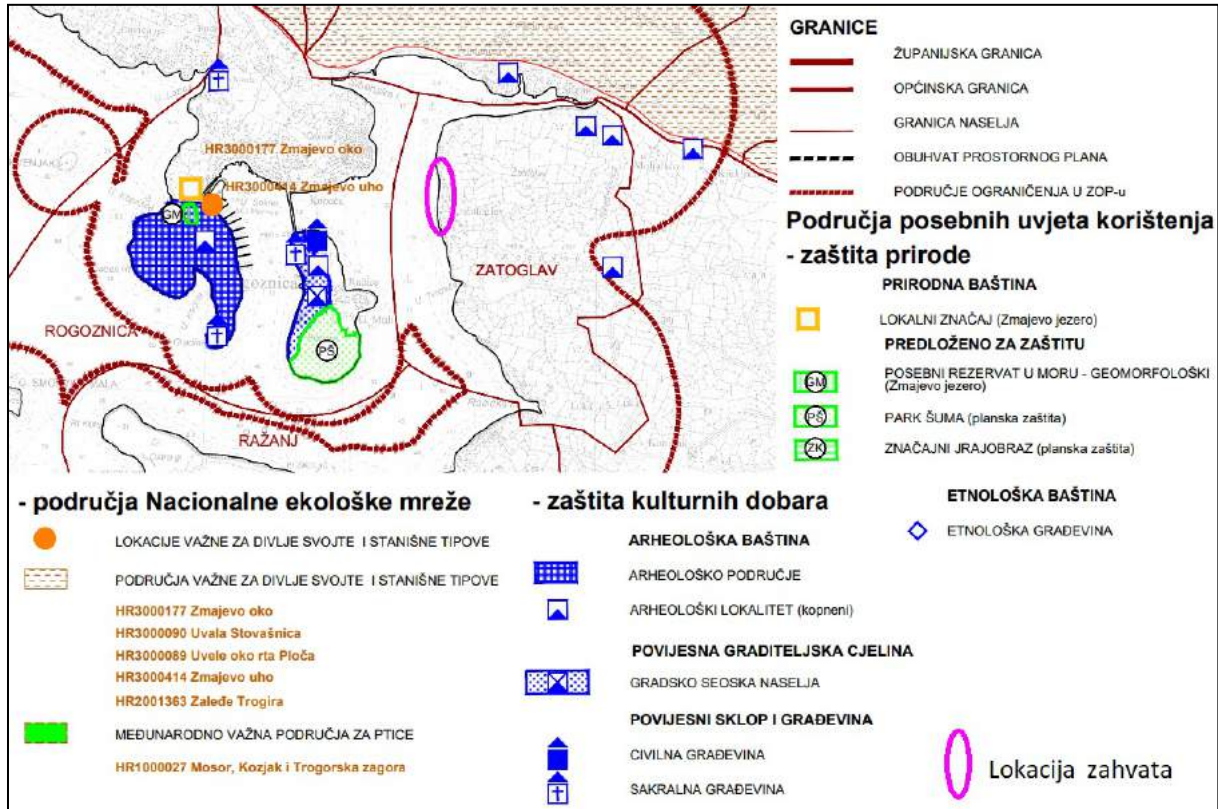 HR3000177 Zmajevo oko
HR3000414 Zmajevo uho
GM
ZATOGLAV
ROGOZNICA
PŠ
RAŽANJ
GRANICE
ŽUPANIJSKA GRANICA
OPĆINSKA GRANICA
GRANICA NASELJA
OBUHVAT PROSTORNOG PLANA
PODRUČJE OGRANIČENJA U ZOP-u
Područja posebnih uvjeta korištenja
- zaštita prirode
PRIRODNA BAŠTINA
LOKALNI ZNAČAJ (Zmajevo jezero)
PREDLOŽENO ZA ZAŠTITU
GM
POSEBNI REZERVAT U MORU - GEOMORFOLOŠKI
(Zmajevo jezero)
PŠ
PARK ŠUMA (planska zaštita)
ZK
ZNAČAJNI JRAJOBRAZ (planska zaštita)
- područja Nacionalne ekološke mreže
LOKACIJE VAŽNE ZA DIVLJE SVOJTE I STANIŠNE TIPOVE
PODRUČJA VAŽNE ZA DIVLJE SVOJTE I STANIŠNE TIPOVE
HR3000177 Zmajevo oko
HR3000090 Uvala Stovašnica
HR3000089 Uvele oko rta Ploča
HR3000414 Zmajevo uho
HR2001363 Zaleđe Trogira
MEĐUNARODNO VAŽNA PODRUČJA ZA PTICE
HR1000027 Mosor, Kozjak i Trogorska zagora
- zaštita kulturnih dobara
ARHEOLOŠKA BAŠTINA
ARHEOLOŠKO PODRUČJE
ARHEOLOŠKI LOKALITET (kopneni)
POVIJESNA GRADITELJSKA CJELINA
GRADSKO SEOSKA NASELJA
POVIJESNI SKLOP I GRAĐEVINA
CIVILNA GRAĐEVINA
SAKRALNA GRAĐEVINA
ETNOLOŠKA BAŠTINA
ETNOLOŠKA GRAĐEVINA
Lokacija zahvata